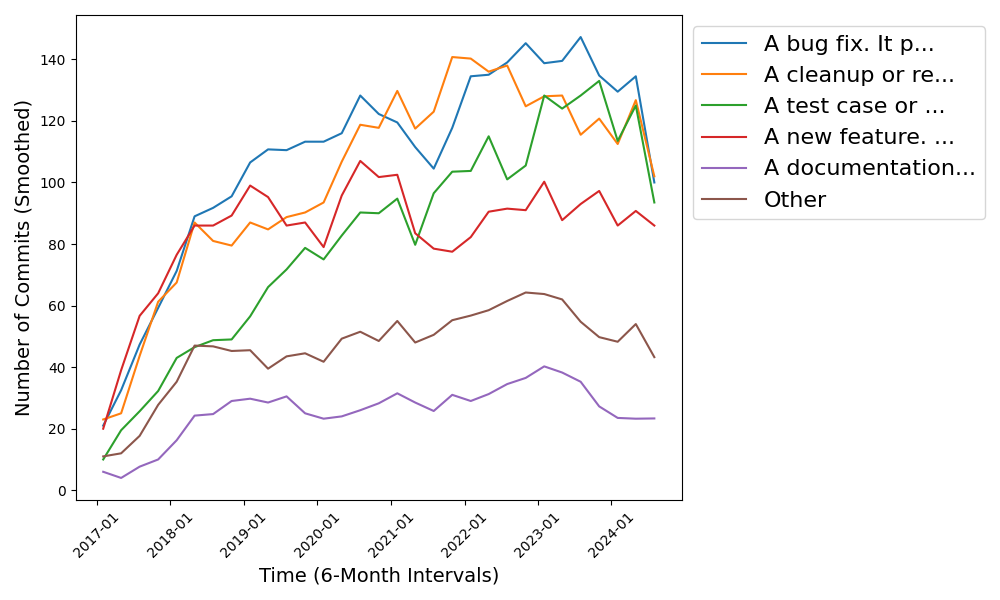 Number of Commits (Smoothed)
140
120
100
80
60
40
20
0
2017-01
2018-01
2019-01
2020-01
2021-01
2022-01
2023-01
2024-01
Time (6-Month Intervals)
A bug fix. It p...
A cleanup or re...
A test case or ...
A new feature. ...
A documentation...
Other